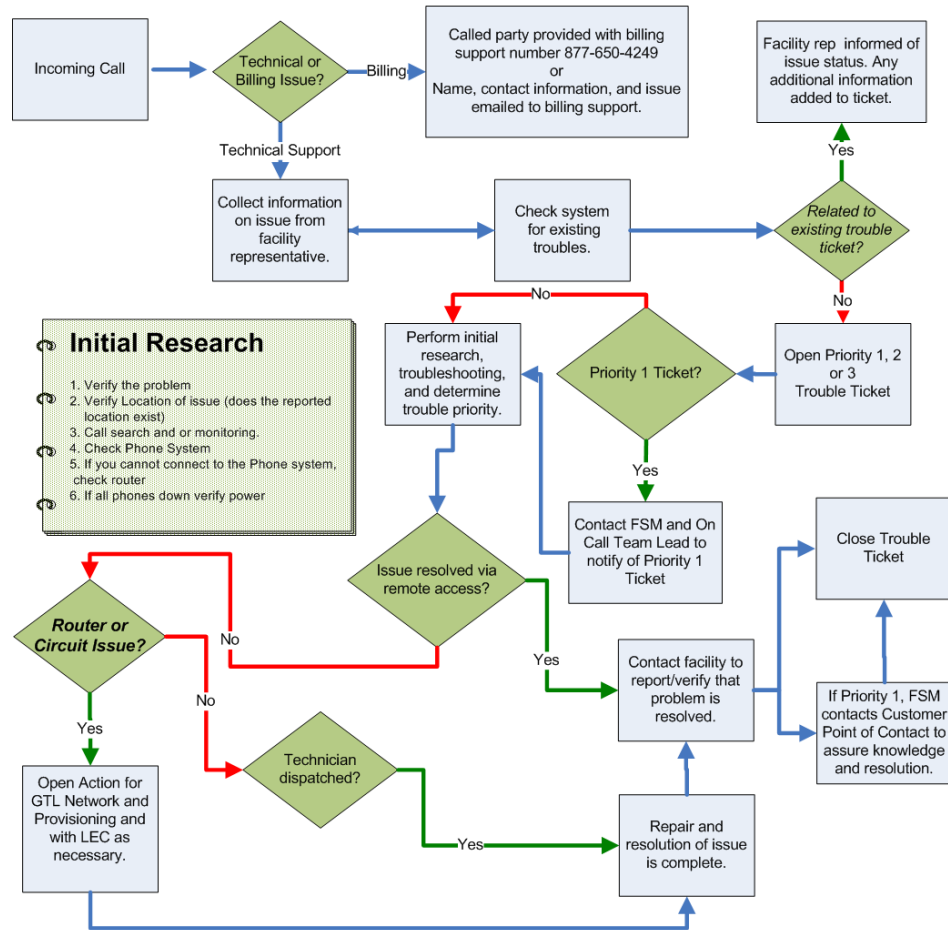 Incoming Call
Technical or
Billing Issue?
Billing
Called party provided with billing
support number 877-650-4249
or
Name, contact information, and issue
emailed to billing support.
Facility rep informed of
issue status. Any
additional information
added to ticket.
Yes
Technical Support
Collect information
on issue from
facility
representative.
Check system
for existing
troubles.
Related to
existing trouble
ticket?
No
No
Initial Research
1. Verify the problem
2. Verify Location of issue (does the reported
location exist)
3. Call search and or monitoring.
4. Check Phone System
5. If you cannot connect to the Phone system,
check router
6. If all phones down verify power
Perform initial
research,
troubleshooting,
and determine
trouble priority.
Priority 1 Ticket?
Open Priority 1, 2
or 3
Trouble Ticket
Yes
Contact FSM and On
Call Team Lead to
notify of Priority 1
Ticket
Close Trouble
Ticket
Issue resolved via
remote access?
Router or
Circuit Issue?
No
Yes
Contact facility to
report/verify that
problem is
resolved.
If Priority 1, FSM
contacts Customer
Point of Contact to
assure knowledge
and resolution.
No
Yes
Technician
dispatched?
Open Action for
GTL Network and
Provisioning and
with LEC as
necessary.
Yes
Repair and
resolution of issue
is complete.